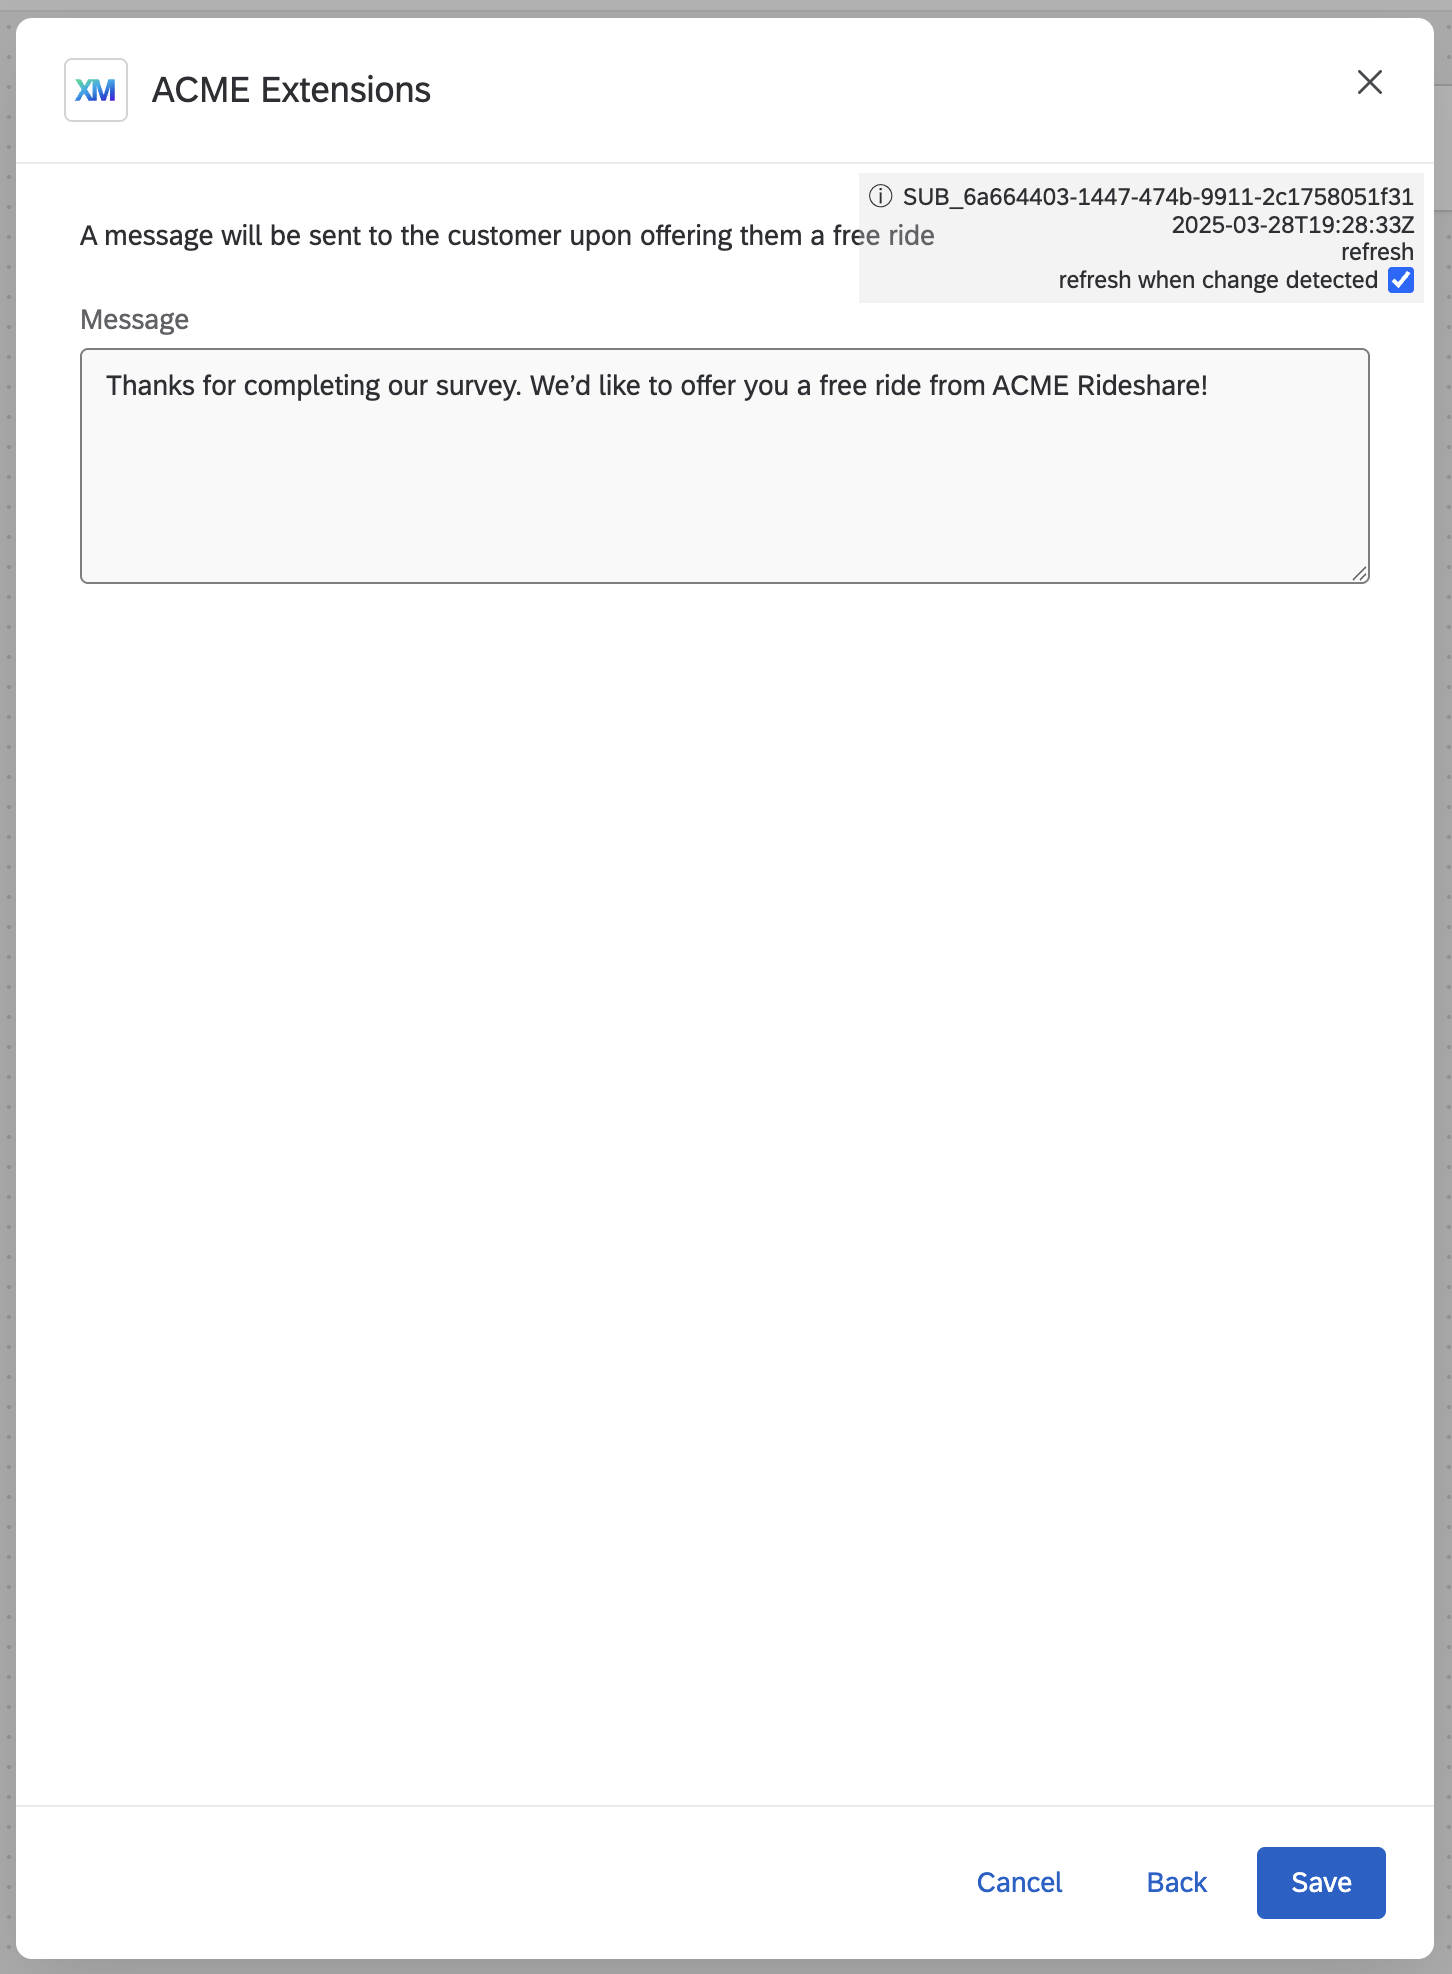 XM ACME Extensions
SUB_6a664403-1447-474b-9911-2c1758051f31
2025-03-28T19:28:33Z
refresh
refresh when change detected
A message will be sent to the customer upon offering them a free ride
Message
Thanks for completing our survey. We’d like to offer you a free ride from ACME Rideshare!
Cancel Back Save